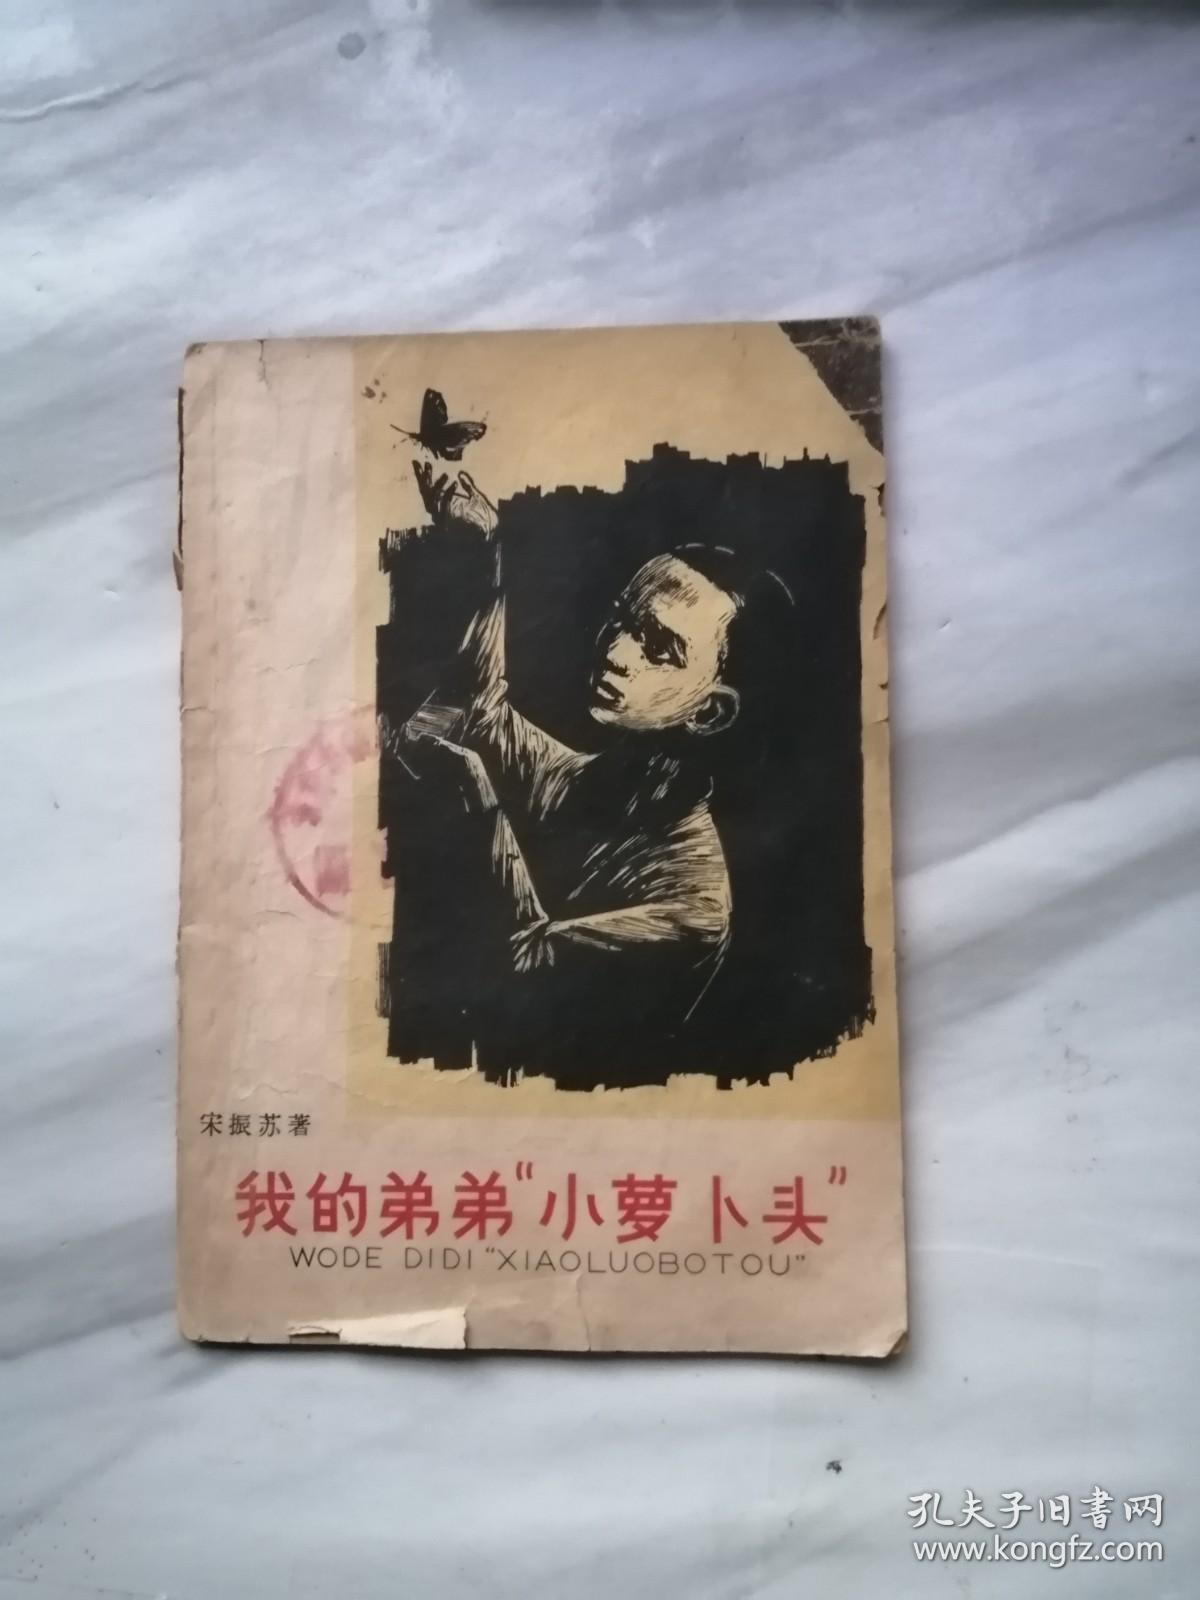 宋振苏著
我的弟弟“小萝卜头”
WODE DIDI “XIAOLUOBOTOU”
孔夫子旧书网
www.kongfz.com